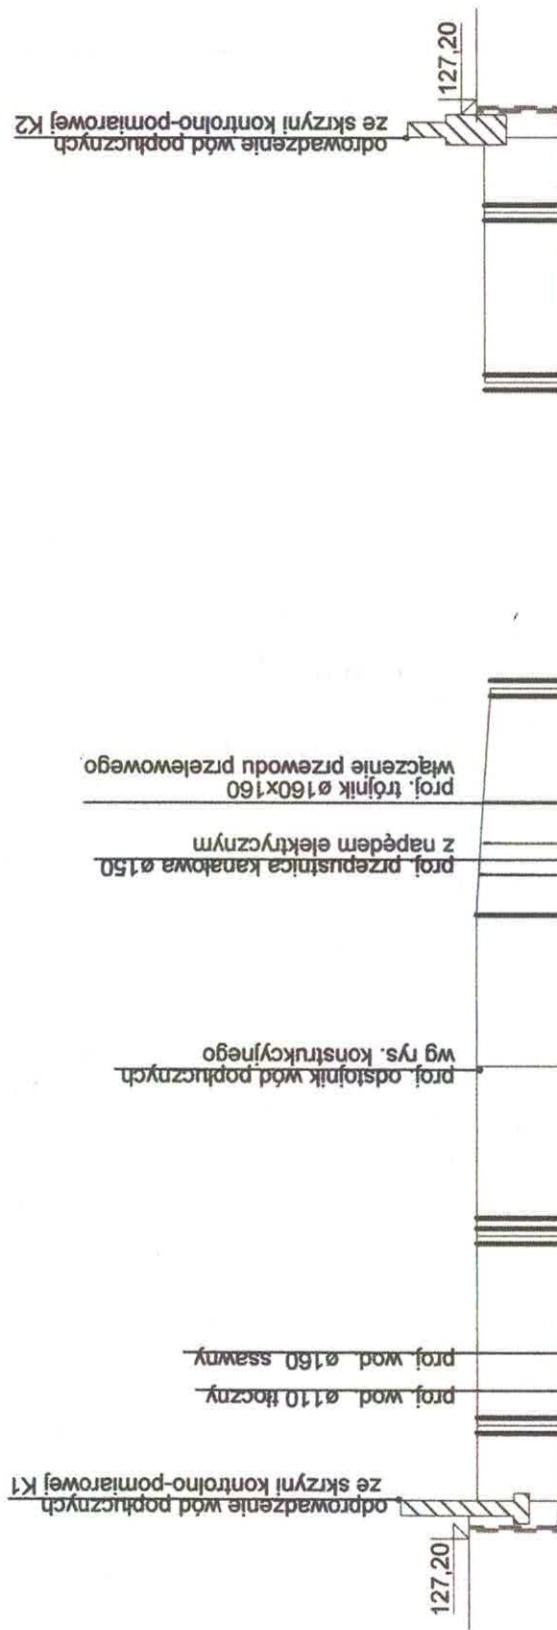 127,20
odrowadzenie wód popłucznych
ze skrzyni kontrolno-pomiarowej K2
proj. trójnik ø160x160
włączenie przewodu przelewowego
proj. przepustnica kanałowa ø150
z napędem elektrycznym
proj. odstojnik wód popłucznych
wg rys. konstrukcyjnego
proj. wod. ø160 ssawny
proj. wod. ø110 tłoczny
odprowadzenie wód popłucznych
ze skrzyni kontrolno-pomiarowej K1
127,20